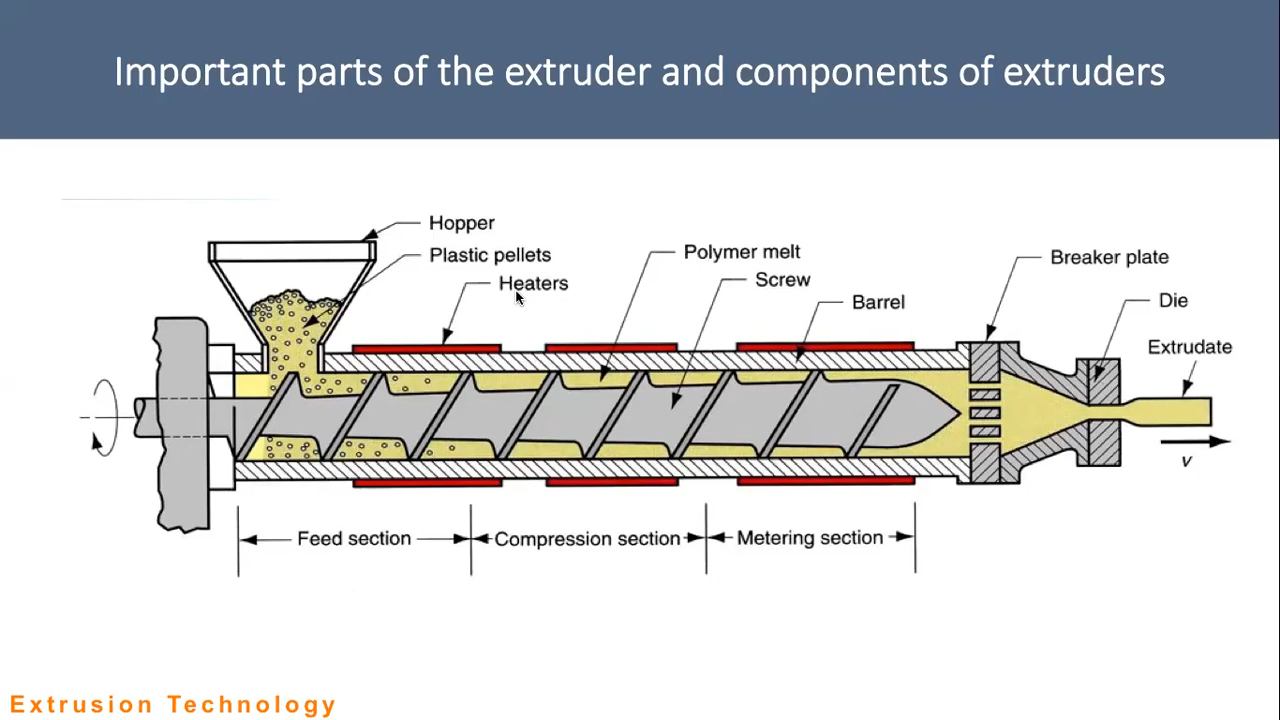 Important parts of the extruder and components of extruders
Hopper
Plastic pellets
Heaters
Polymer melt
Screw
Barrel
Breaker plate
Die
Extrudate
v
Feed section
Compression section
Metering section
Extrusion Technology